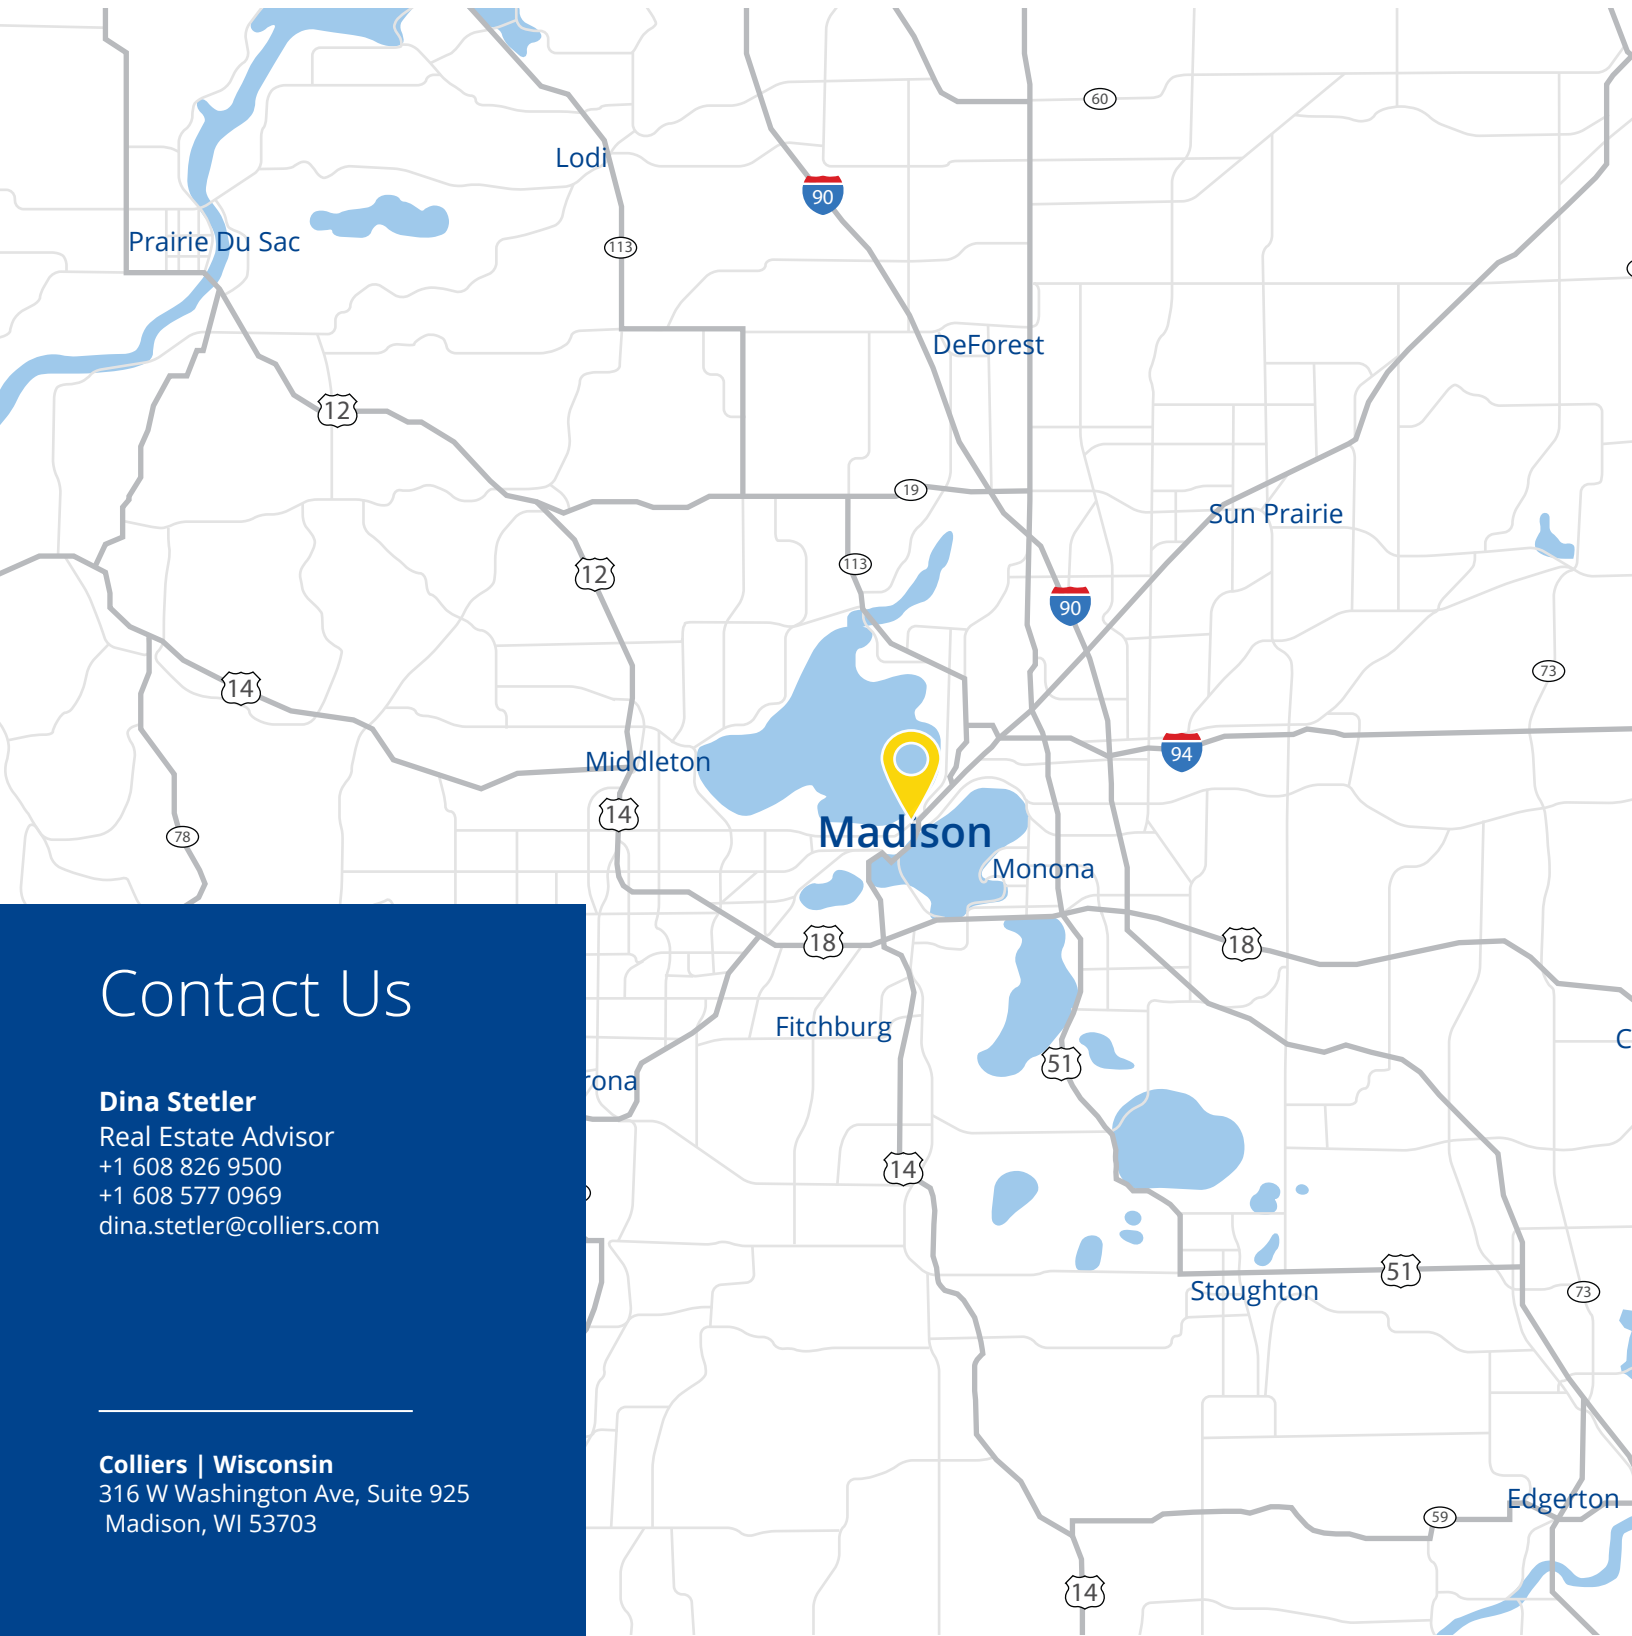 60
Lodi
90
Prairie Du Sac
113
DeForest
12
19
Sun Prairie
113
12
90
73
14
94
Middleton
14
Madison
78
Monona
18
18
Fitchburg
51
rona
14
51
Stoughton
73
Edgerton
59
14
Contact Us
Dina Stetler
Real Estate Advisor
+1 608 826 9500
+1 608 577 0969
dina.stetler@colliers.com
Colliers | Wisconsin
316 W Washington Ave, Suite 925
Madison, WI 53703